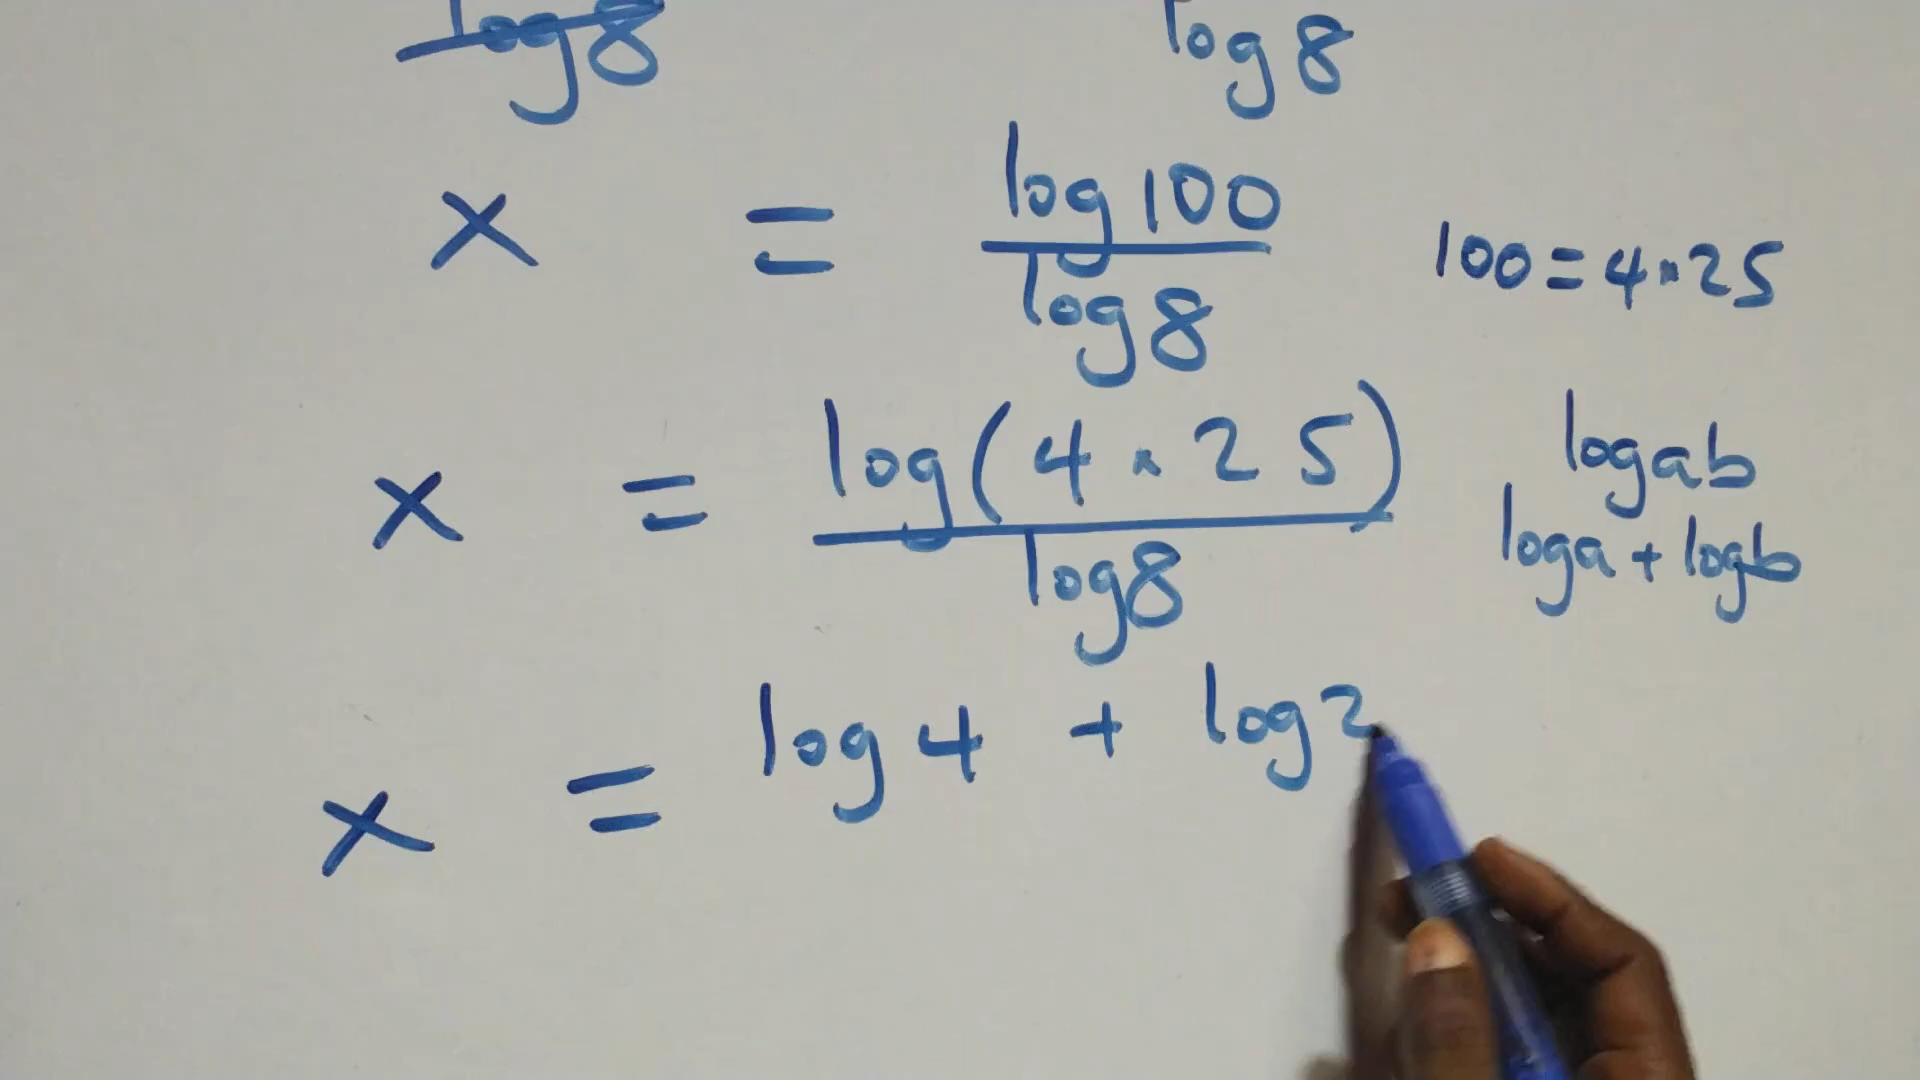 log8 log8
x = log100
log8
100 = 4×25
x = log(4×25)
log8
logab
loga + logb
x = log4 + log2